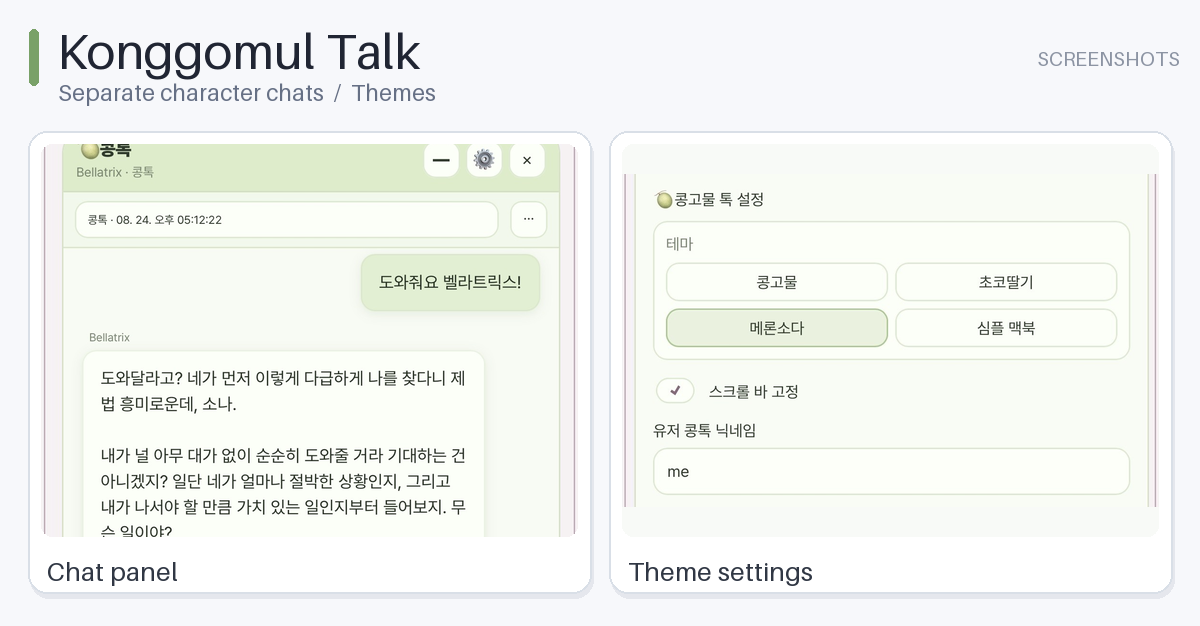 Konggomul Talk
Separate character chats / Themes
SCREENSHOTS
콩톡
Bellatrix · 콩톡
콩톡 · 08. 24. 오후 05:12:22
도와줘요 벨라트릭스!
Bellatrix
도와달라고? 네가 먼저 이렇게 다급하게 나를 찾다니 제
법 흥미로운데, 소나.
내가 널 아무 대가 없이 순순히 도와줄 거라 기대하는 건
아니겠지? 일단 네가 얼마나 절박한 상황인지, 그리고
내가 나서야 할 만큼 가치 있는 일인지부터 들어보지. 무
슨 일이야?
Chat panel
콩고물 톡 설정
테마
콩고물
초코딸기
메론소다
심플 맥북
스크롤 바 고정
유저 콩톡 닉네임
me
Theme settings